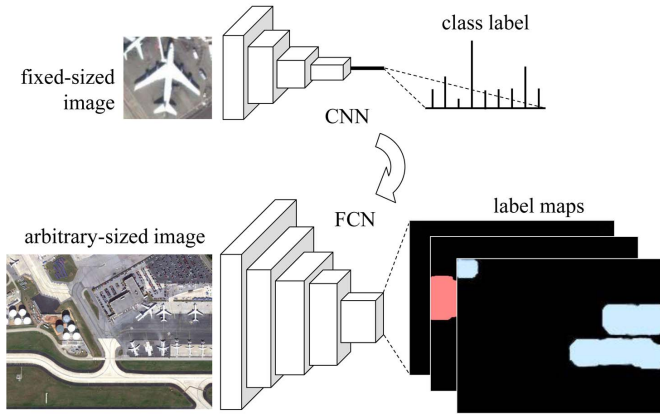 class label
fixed-sized
image
CNN
FCN
label maps
arbitrary-sized image